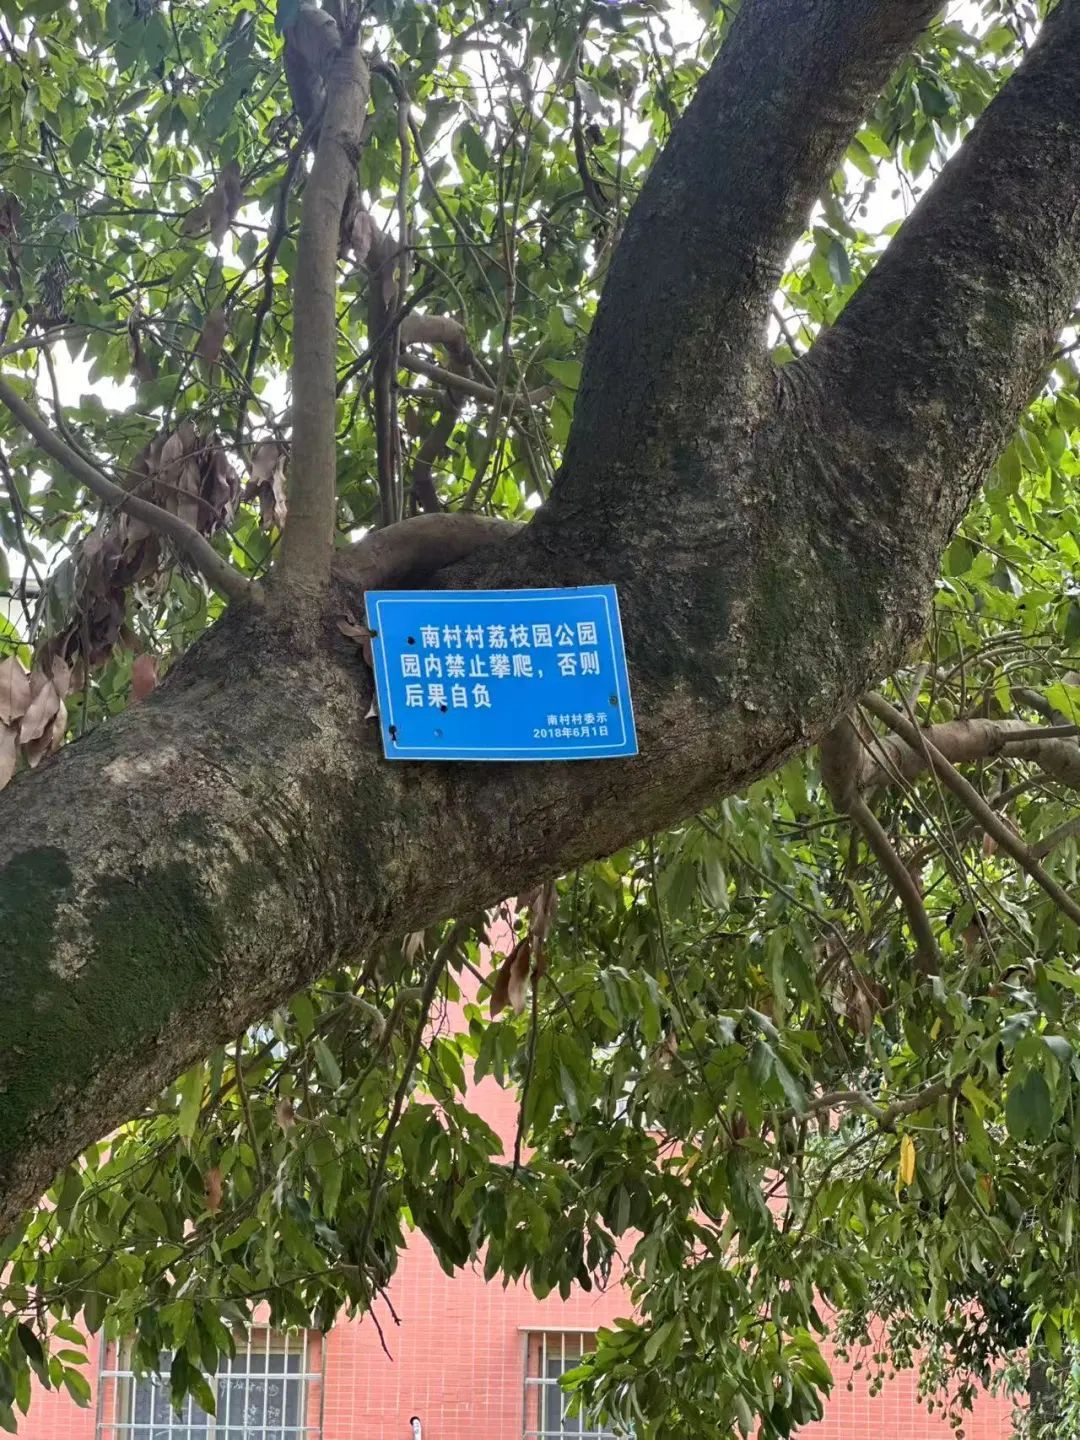 南村村荔枝园公园
园内禁止攀爬，否则
后果自负
南村村委示
2018年6月1日